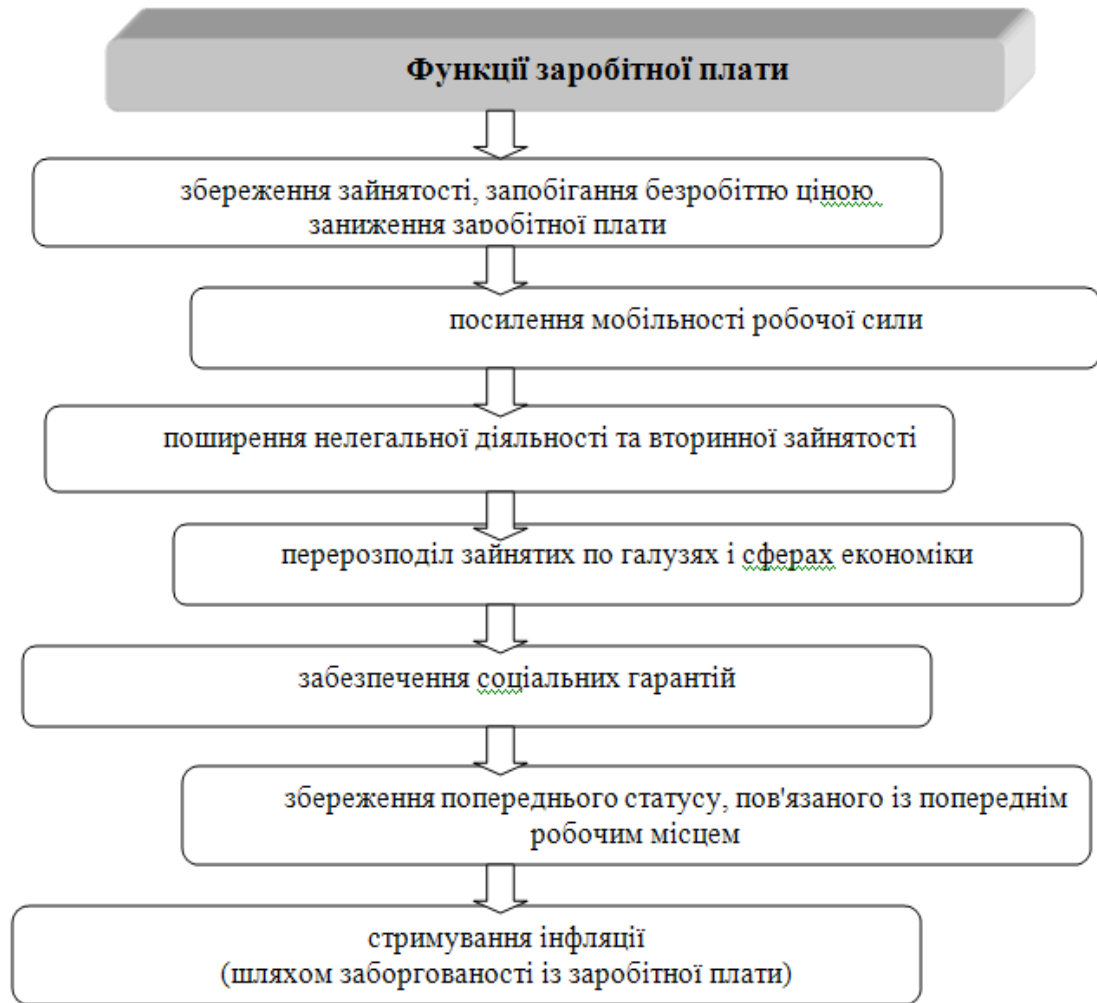 Функції заробітної плати
збереження зайнятості, запобігання безробіттю ціною
заниження заробітної плати
посилення мобільності робочої сили
поширення нелегальної діяльності та вторинної зайнятості
перерозподіл зайнятих по галузях і сферах економіки
забезпечення соціальних гарантій
збереження попереднього статусу, пов'язаного із попереднім
робочим місцем
стримування інфляції
(шляхом заборгованості із заробітної плати)